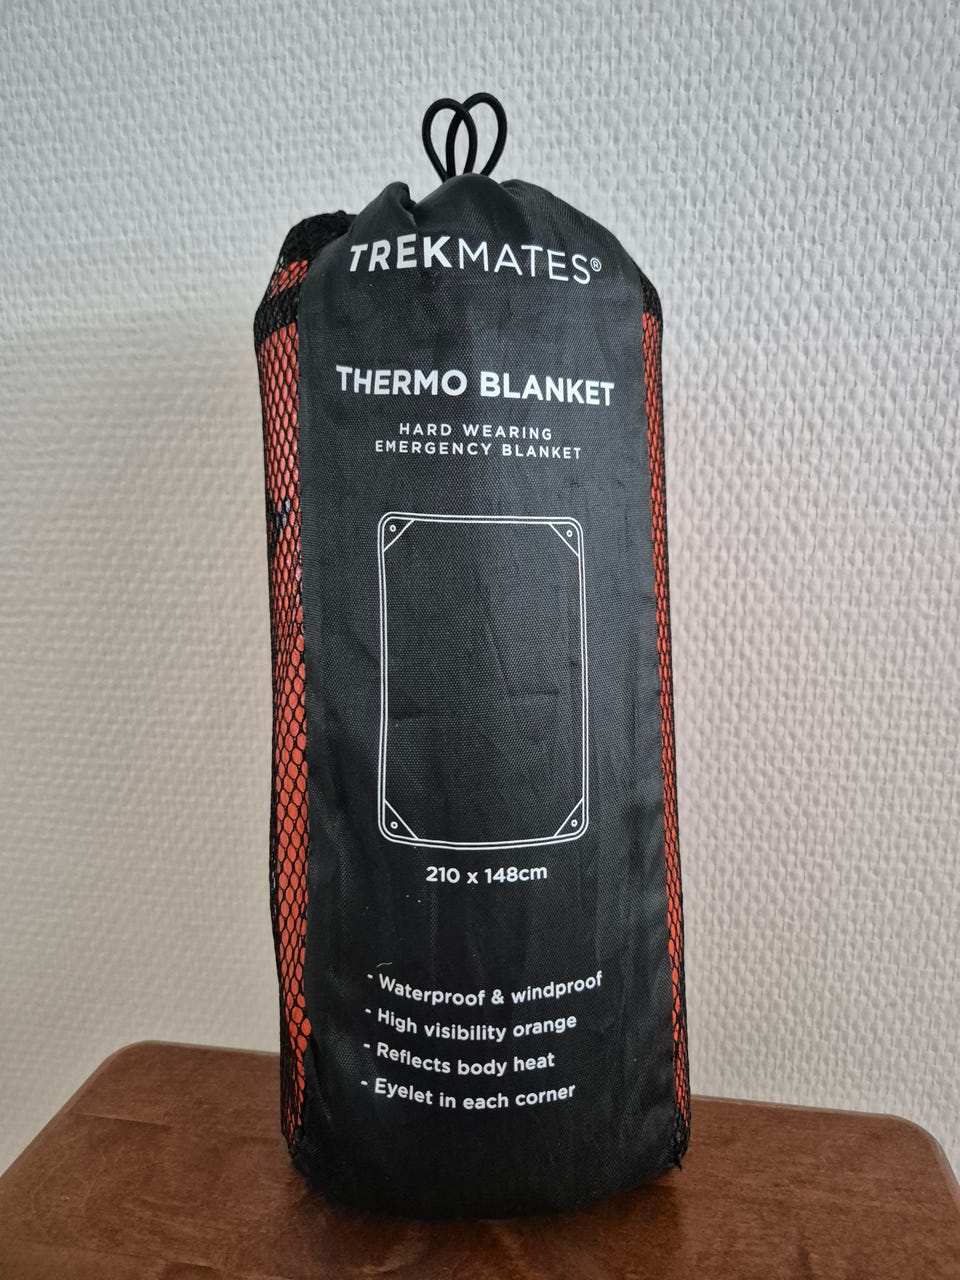 TREKMATES®
THERMO BLANKET
HARD WEARING
EMERGENCY BLANKET
210 x 148cm
- Waterproof & windproof
- High visibility orange
- Reflects body heat
- Eyelet in each corner